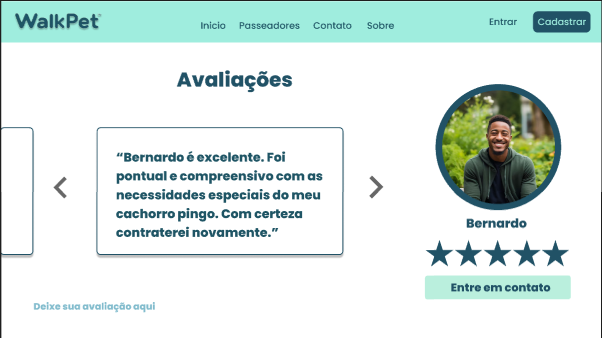 WalkPet
Início Passeadores Contato Sobre
Entrar Cadastrar
Avaliações
“Bernardo é excelente. Foi
pontual e compreensivo com as
necessidades especiais do meu
cachorro pingo. Com certeza
contraterei novamente.”
Bernardo
Entre em contato
Deixe sua avaliação aqui